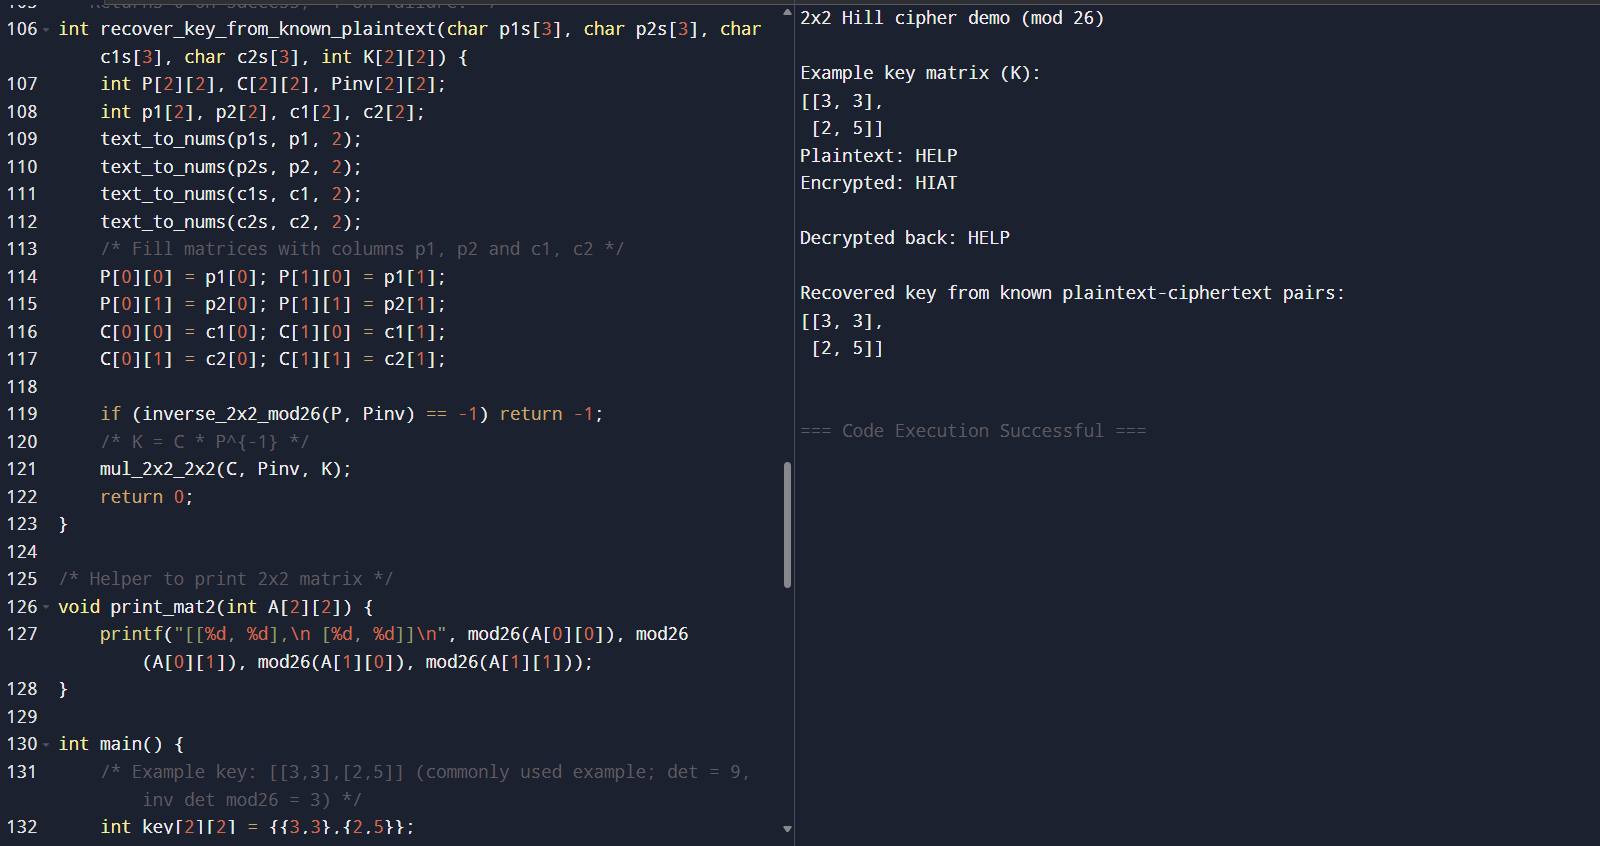 105 Returns 0 on success, -1 on failure. */
106 int recover_key_from_known_plaintext(char p1s[3], char p2s[3], char
c1s[3], char c2s[3], int K[2][2]) {
107 int P[2][2], C[2][2], Pinv[2][2];
108 int p1[2], p2[2], c1[2], c2[2];
109 text_to_nums(p1s, p1, 2);
110 text_to_nums(p2s, p2, 2);
111 text_to_nums(c1s, c1, 2);
112 text_to_nums(c2s, c2, 2);
113 /* Fill matrices with columns p1, p2 and c1, c2 */
114 P[0][0] = p1[0]; P[1][0] = p1[1];
115 P[0][1] = p2[0]; P[1][1] = p2[1];
116 C[0][0] = c1[0]; C[1][0] = c1[1];
117 C[0][1] = c2[0]; C[1][1] = c2[1];
118
119 if (inverse_2x2_mod26(P, Pinv) == -1) return -1;
120 /* K = C * P^{-1} */
121 mul_2x2_2x2(C, Pinv, K);
122 return 0;
123 }
124
125 /* Helper to print 2x2 matrix */
126 void print_mat2(int A[2][2]) {
127 printf("[[%d, %d],\n [%d, %d]]\n", mod26(A[0][0]), mod26
(A[0][1]), mod26(A[1][0]), mod26(A[1][1]));
128 }
129
130 int main() {
131 /* Example key: [[3,3],[2,5]] (commonly used example; det = 9,
inv det mod26 = 3) */
132 int key[2][2] = {{3,3},{2,5}};
2x2 Hill cipher demo (mod 26)
Example key matrix (K):
[[3, 3],
[2, 5]]
Plaintext: HELP
Encrypted: HIAT
Decrypted back: HELP
Recovered key from known plaintext-ciphertext pairs:
[[3, 3],
[2, 5]]
=== Code Execution Successful ===